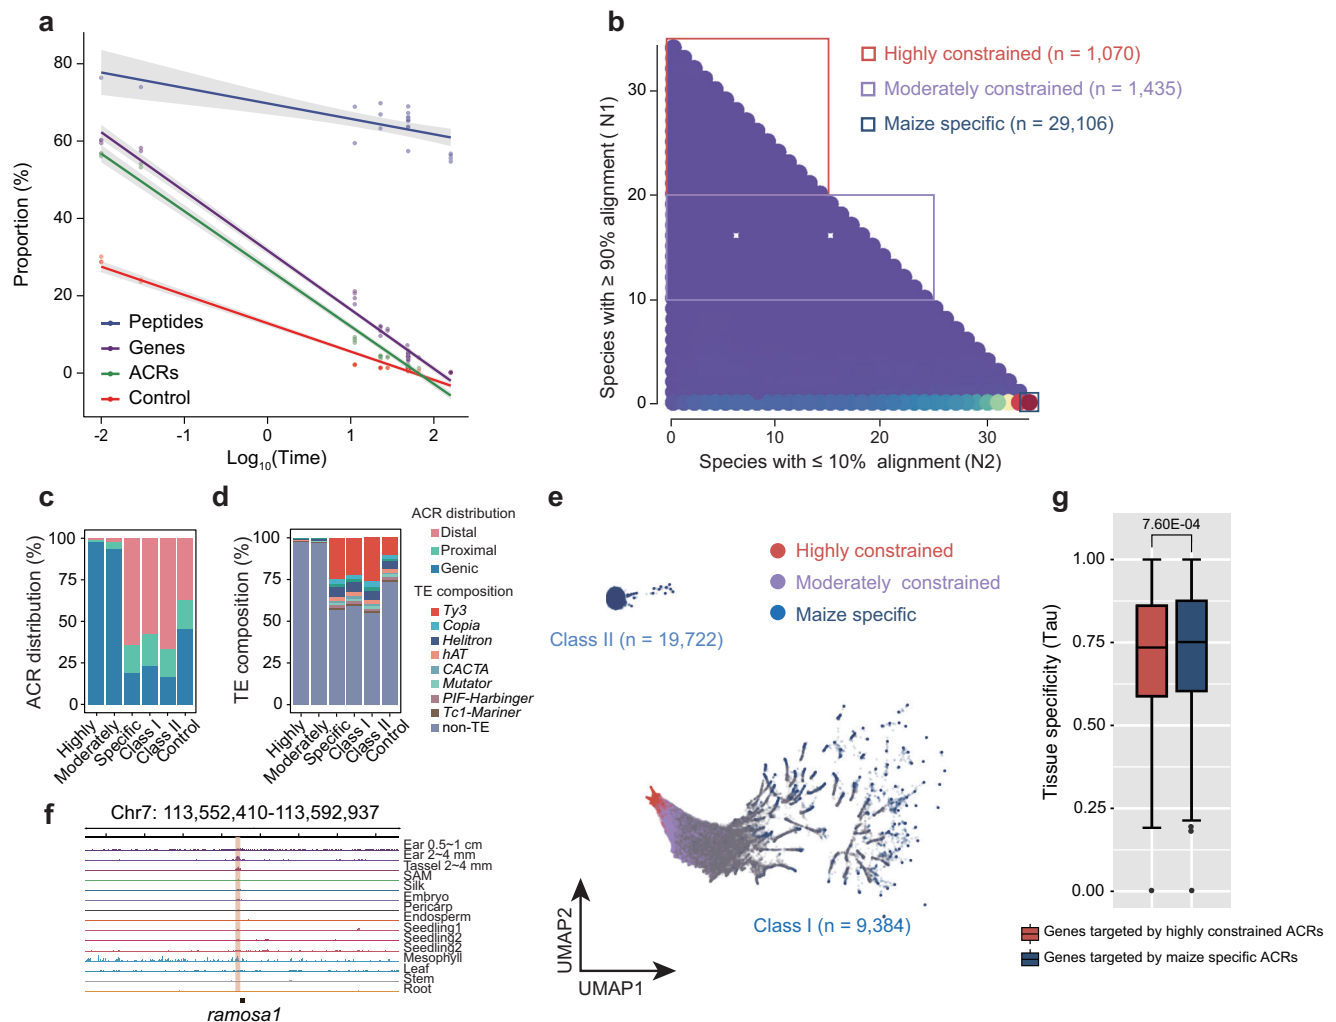 a
80
60
40
20
0
Proportion (%)
Peptides
Genes
ACRs
Control
-2
-1
0
1
2
Log10(Time)
b
30
20
10
0
Species with ≥ 90% alignment ( N1)
0
10
20
30
Species with ≤ 10% alignment (N2)
Highly constrained (n = 1,070)
Moderately constrained (n = 1,435)
Maize specific (n = 29,106)
c
100
75
50
25
0
ACR distribution (%)
Highly
Moderately
Specific
Class I
Class II
Control
d
100
75
50
25
0
TE composition (%)
Highly
Moderately
Specific
Class I
Class II
Control
ACR distribution
Distal
Proximal
Genic
TE composition
Ty3
Copia
Helitron
hAT
CACTA
Mutator
PIF-Harbinger
Tc1-Mariner
non-TE
e
Highly constrained
Moderately constrained
Maize specific
Class II (n = 19,722)
Class I (n = 9,384)
UMAP2
UMAP1
f
Chr7: 113,552,410-113,592,937
Ear 0.5~1 cm
Ear 2~4 mm
Tassel 2~4 mm
SAM
Silk
Embryo
Pericarp
Endosperm
Seedling1
Seedling2
Seedling2
Mesophyll
Leaf
Stem
Root
ramosa1
g
7.60E-04
1.00
0.75
0.50
0.25
0.00
Tissue specificity (Tau)
Genes targeted by highly constrained ACRs
Genes targeted by maize specific ACRs